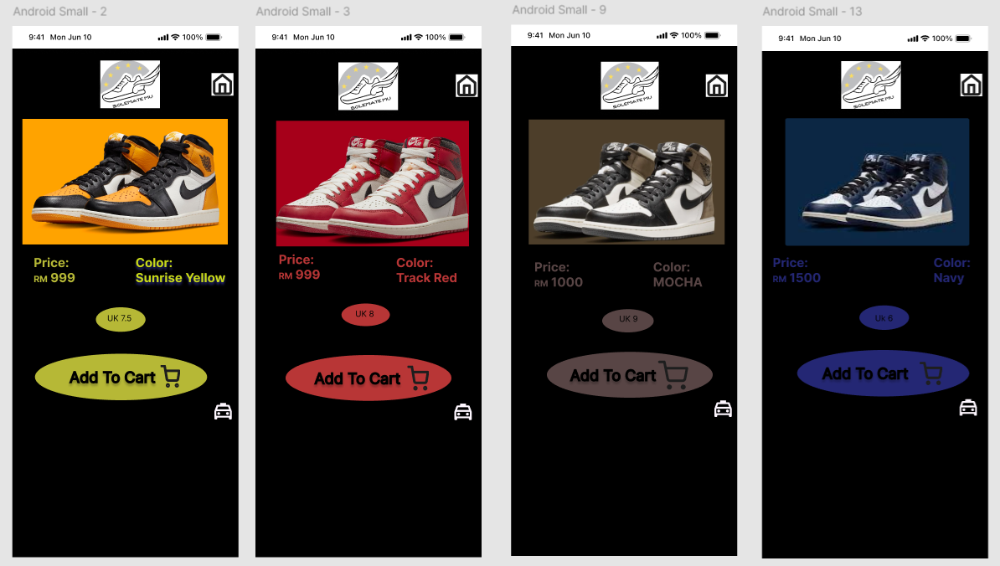 Android Small - 2
9:41 Mon Jun 10 100%
SOLEMATE MU
Price:
RM 999
Color:
Sunrise Yellow
UK 7.5
Add To Cart
Android Small - 3
9:41 Mon Jun 10 100%
SOLEMATE MU
Price:
RM 999
Color:
Track Red
UK 8
Add To Cart
Android Small - 9
9:41 Mon Jun 10 100%
SOLEMATE MU
Price:
RM 1000
Color:
MOCHA
UK 9
Add To Cart
Android Small - 13
9:41 Mon Jun 10 100%
SOLEMATE MU
Price:
RM 1500
Color:
Navy
Uk 6
Add To Cart